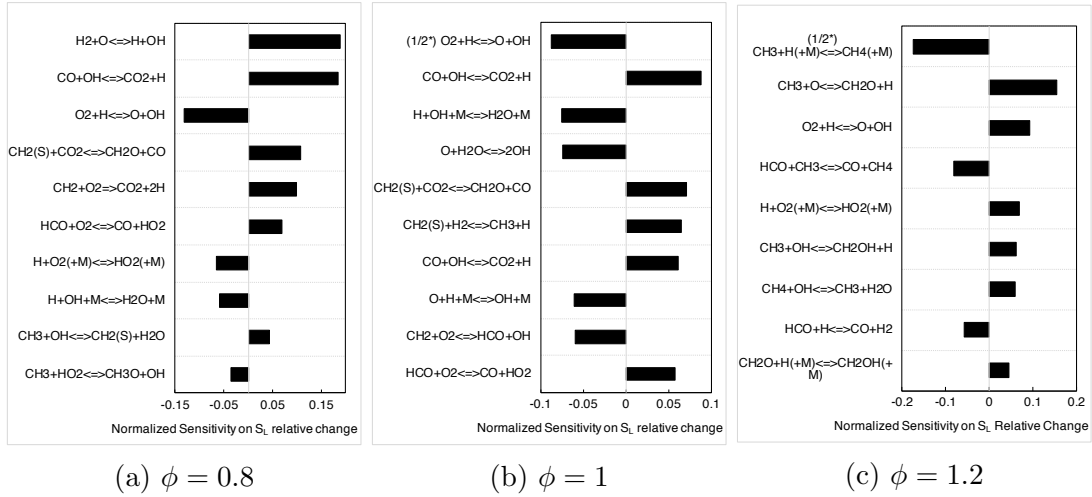 H2+O<=>H+OH
CO+OH<=>CO2+H
O2+H<=>O+OH
CH2(S)+CO2<=>CH2O+CO
CH2+O2=>CO2+2H
HCO+O2<=>CO+HO2
H+O2(+M)<=>HO2(+M)
H+OH+M<=>H2O+M
CH3+OH<=>CH2(S)+H2O
CH3+HO2<=>CH3O+OH
-0.15 -0.05 0.05 0.15
Normalized Sensitivity on SL relative change
(a) ϕ = 0.8
(1/2*) O2+H<=>O+OH
CO+OH<=>CO2+H
H+OH+M<=>H2O+M
O+H2O<=>2OH
CH2(S)+CO2<=>CH2O+CO
CH2(S)+H2<=>CH3+H
CO+OH<=>CO2+H
O+H+M<=>OH+M
CH2+O2<=>HCO+OH
HCO+O2<=>CO+HO2
-0.1 -0.05 0 0.05 0.1
Normalized Sensitivity on SL relative change
(b) ϕ = 1
(1/2*)
CH3+H(+M)<=>CH4(+M)
CH3+O<=>CH2O+H
O2+H<=>O+OH
HCO+CH3<=>CO+CH4
H+O2(+M)<=>HO2(+M)
CH3+OH<=>CH2OH+H
CH4+OH<=>CH3+H2O
HCO+H<=>CO+H2
CH2O+H(+M)<=>CH2OH(+
M)
-0.2 -0.1 0 0.1 0.2
Normalized Sensitivity on SL Relative Change
(c) ϕ = 1.2